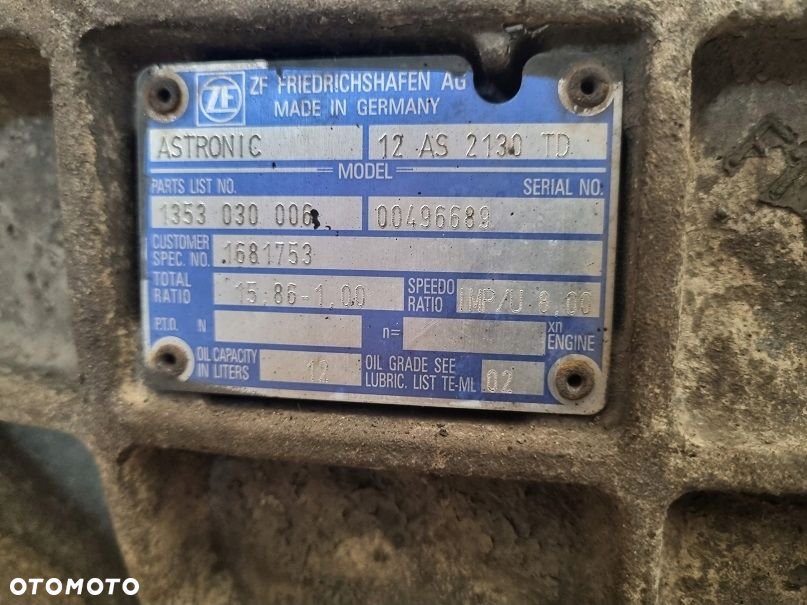 ZF
ZF FRIEDRICHSHAFEN AG
MADE IN GERMANY
ASTRONIC 12 AS 2130 TD
MODEL
PARTS LIST NO. SERIAL NO.
1353 030 006 00496689
CUSTOMER
SPEC. NO. 1681753
TOTAL
RATIO 15,86-1,00
SPEEDO
RATIO IMP/U 8,00
P.T.O. N n= xn
ENGINE
OIL CAPACITY
IN LITERS 12
OIL GRADE SEE
LUBRIC. LIST TE-ML 02
OTOMOTO